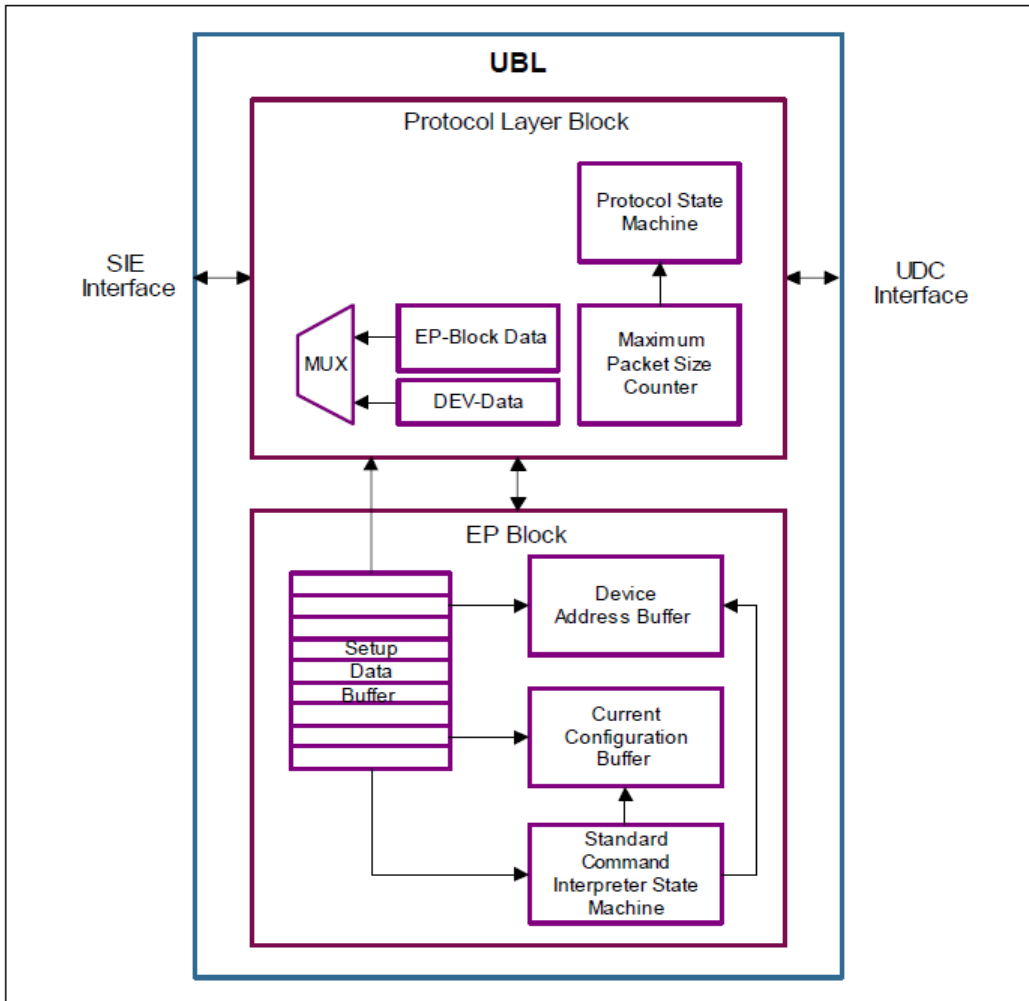 UBL
Protocol Layer Block
Protocol State
Machine
SIE
Interface
UDC
Interface
MUX
EP-Block Data
DEV-Data
Maximum
Packet Size
Counter
EP Block
Setup
Data
Buffer
Device
Address Buffer
Current
Configuration
Buffer
Standard
Command
Interpreter State
Machine